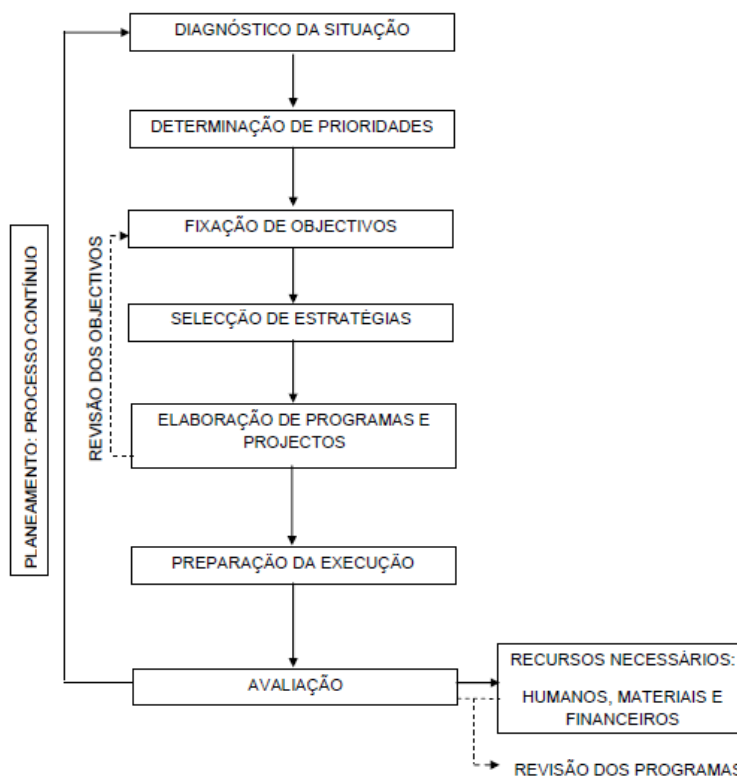 DIAGNÓSTICO DA SITUAÇÃO
DETERMINAÇÃO DE PRIORIDADES
FIXAÇÃO DE OBJECTIVOS
SELECÇÃO DE ESTRATÉGIAS
ELABORAÇÃO DE PROGRAMAS E
PROJECTOS
PREPARAÇÃO DA EXECUÇÃO
AVALIAÇÃO
PLANEAMENTO: PROCESSO CONTÍNUO
REVISÃO DOS OBJECTIVOS
RECURSOS NECESSÁRIOS:
HUMANOS, MATERIAIS E
FINANCEIROS
REVISÃO DOS PROGRAMAS